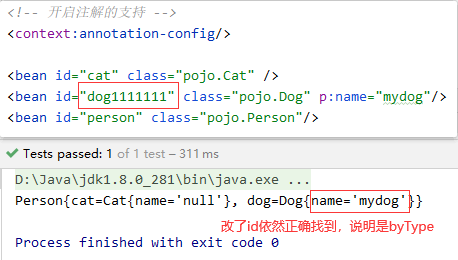 <!-- 开启注解的支持 -->
<context:annotation-config/>
<bean id="cat" class="pojo.Cat" />
<bean id="dog1111111" class="pojo.Dog" p:name="mydog"/>
<bean id="person" class="pojo.Person"/>
Tests passed: 1 of 1 test – 311 ms
D:\Java\jdk1.8.0_281\bin\java.exe ...
Person{cat=Cat{name='null'}, dog=Dog{name='mydog'}}
改了id依然正确找到，说明是byType
Process finished with exit code 0